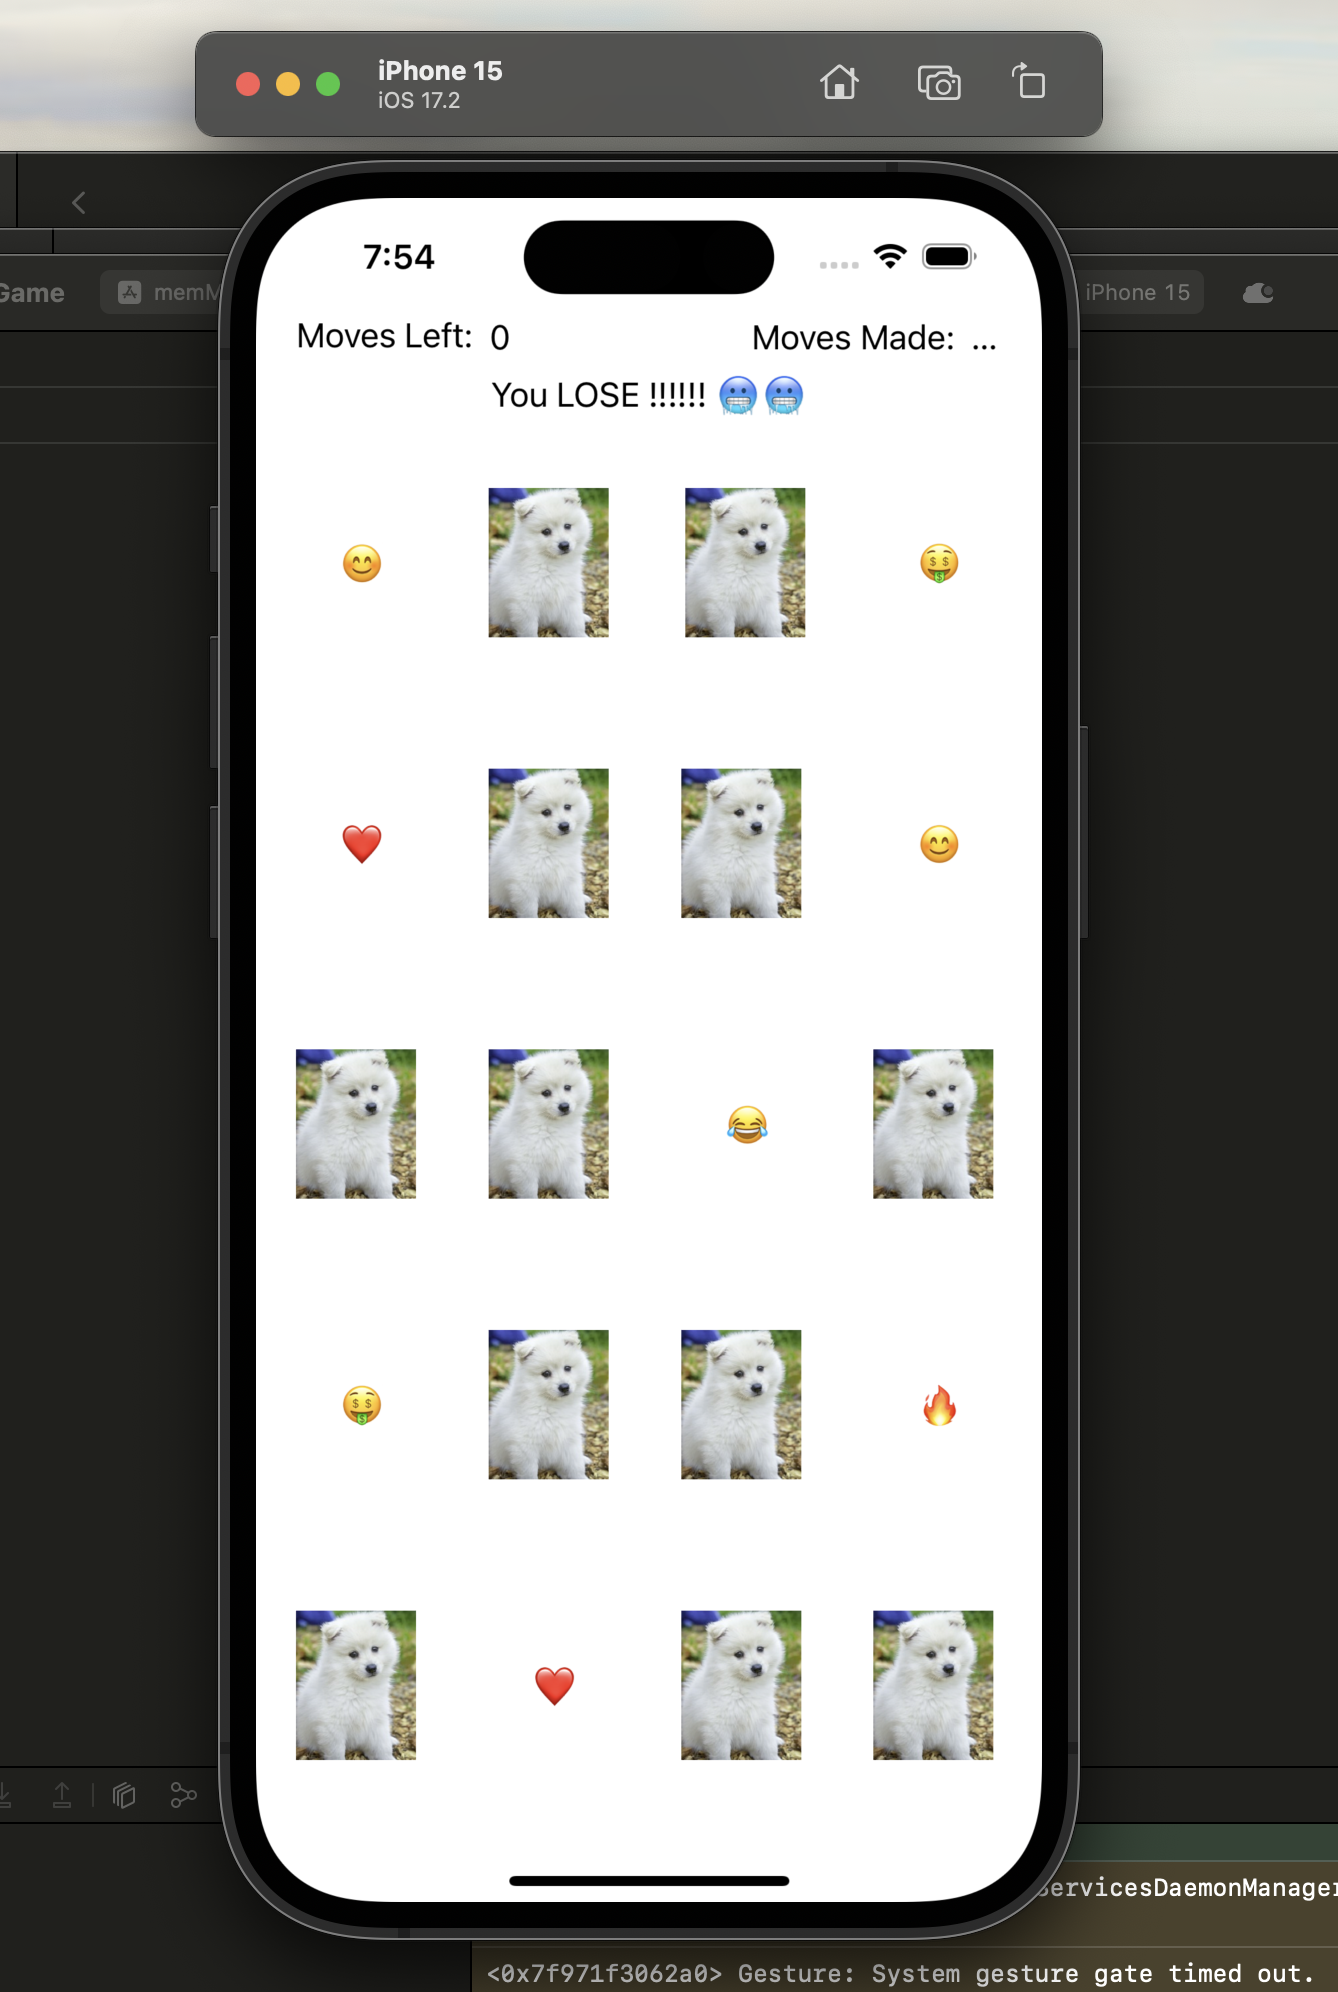 iPhone 15
iOS 17.2
7:54
Game
memM
iPhone 15
Moves Left: 0
Moves Made: ...
You LOSE !!!!!! 🥶🥶
😊 🤑
❤️ 😊
😂
🤑 🔥
❤️
ervicesDaemonManager
<0x7f971f3062a0> Gesture: System gesture gate timed out.